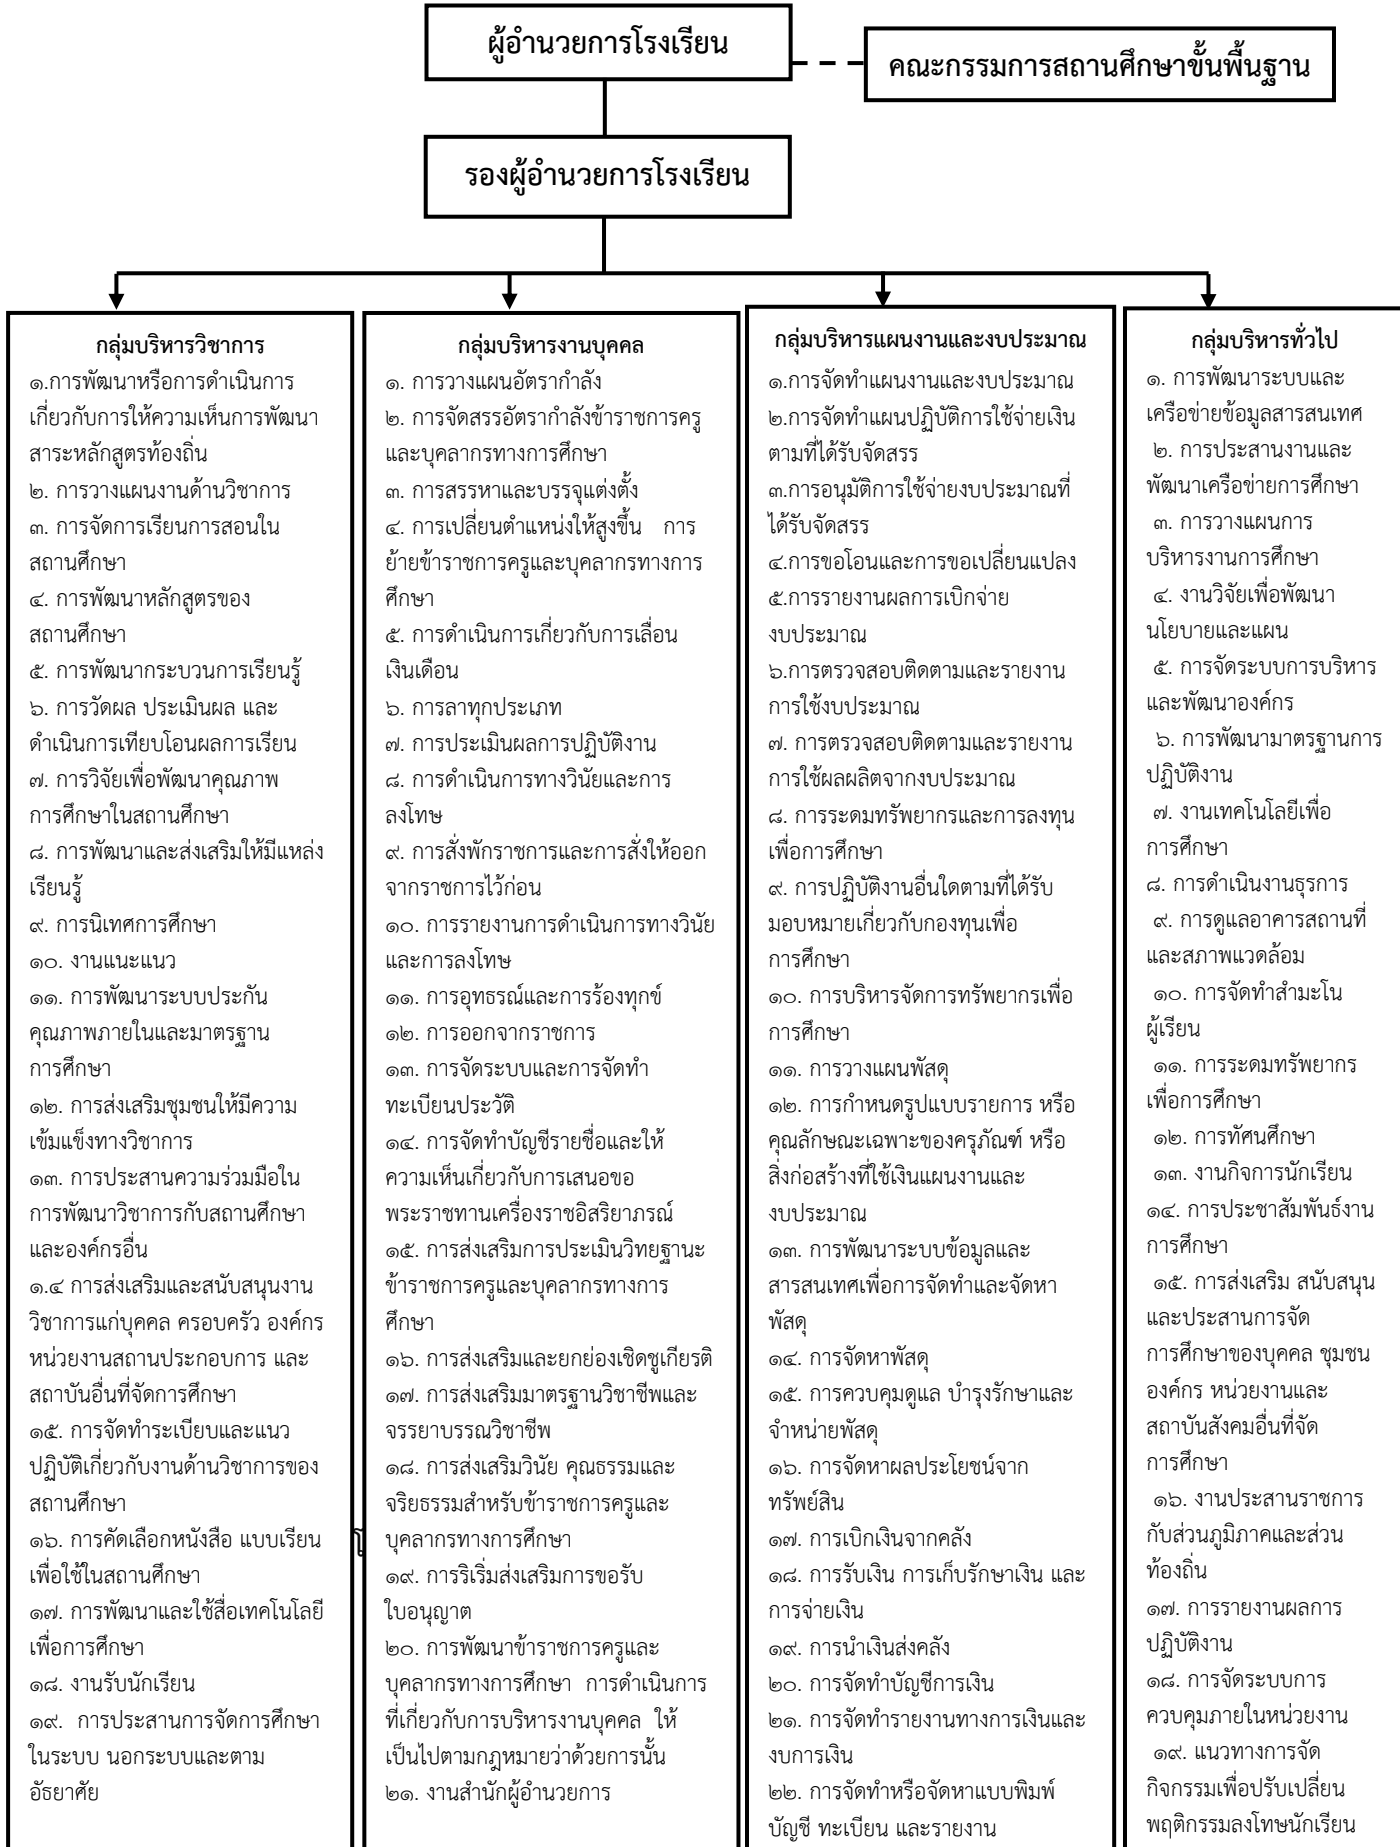 ผู้อำนวยการโรงเรียน
คณะกรรมการสถานศึกษาขั้นพื้นฐาน
รองผู้อำนวยการโรงเรียน
กลุ่มบริหารวิชาการ
๑.การพัฒนาหรือการดำเนินการ
เกี่ยวกับการให้ความเห็นการพัฒนา
สาระหลักสูตรท้องถิ่น
๒. การวางแผนงานด้านวิชาการ
๓. การจัดการเรียนการสอนใน
สถานศึกษา
๔. การพัฒนาหลักสูตรของ
สถานศึกษา
๕. การพัฒนากระบวนการเรียนรู้
๖. การวัดผล ประเมินผล และ
ดำเนินการเทียบโอนผลการเรียน
๗. การวิจัยเพื่อพัฒนาคุณภาพ
การศึกษาในสถานศึกษา
๘. การพัฒนาและส่งเสริมให้มีแหล่ง
เรียนรู้
๙. การนิเทศการศึกษา
๑๐. งานแนะแนว
๑๑. การพัฒนาระบบประกัน
คุณภาพภายในและมาตรฐาน
การศึกษา
๑๒. การส่งเสริมชุมชนให้มีความ
เข้มแข็งทางวิชาการ
๑๓. การประสานความร่วมมือใน
การพัฒนาวิชาการกับสถานศึกษา
และองค์กรอื่น
๑.๔ การส่งเสริมและสนับสนุนงาน
วิชาการแก่บุคคล ครอบครัว องค์กร
หน่วยงานสถานประกอบการ และ
สถาบันอื่นที่จัดการศึกษา
๑๕. การจัดทำระเบียบและแนว
ปฏิบัติเกี่ยวกับงานด้านวิชาการของ
สถานศึกษา
๑๖. การคัดเลือกหนังสือ แบบเรียน
เพื่อใช้ในสถานศึกษา
๑๗. การพัฒนาและใช้สื่อเทคโนโลยี
เพื่อการศึกษา
๑๘. งานรับนักเรียน
๑๙. การประสานการจัดการศึกษา
ในระบบ นอกระบบและตาม
อัธยาศัย
กลุ่มบริหารงานบุคคล
๑. การวางแผนอัตรากำลัง
๒. การจัดสรรอัตรากำลังข้าราชการครู
และบุคลากรทางการศึกษา
๓. การสรรหาและบรรจุแต่งตั้ง
๔. การเปลี่ยนตำแหน่งให้สูงขึ้น การ
ย้ายข้าราชการครูและบุคลากรทางการ
ศึกษา
๕. การดำเนินการเกี่ยวกับการเลื่อน
เงินเดือน
๖. การลาทุกประเภท
๗. การประเมินผลการปฏิบัติงาน
๘. การดำเนินการทางวินัยและการ
ลงโทษ
๙. การสั่งพักราชการและการสั่งให้ออก
จากราชการไว้ก่อน
๑๐. การรายงานการดำเนินการทางวินัย
และการลงโทษ
๑๑. การอุทธรณ์และการร้องทุกข์
๑๒. การออกจากราชการ
๑๓. การจัดระบบและการจัดทำ
ทะเบียนประวัติ
๑๔. การจัดทำบัญชีรายชื่อและให้
ความเห็นเกี่ยวกับการเสนอขอ
พระราชทานเครื่องราชอิสริยาภรณ์
๑๕. การส่งเสริมการประเมินวิทยฐานะ
ข้าราชการครูและบุคลากรทางการ
ศึกษา
๑๖. การส่งเสริมและยกย่องเชิดชูเกียรติ
๑๗. การส่งเสริมมาตรฐานวิชาชีพและ
จรรยาบรรณวิชาชีพ
๑๘. การส่งเสริมวินัย คุณธรรมและ
จริยธรรมสำหรับข้าราชการครูและ
บุคลากรทางการศึกษา
๑๙. การริเริ่มส่งเสริมการขอรับ
ใบอนุญาต
๒๐. การพัฒนาข้าราชการครูและ
บุคลากรทางการศึกษา การดำเนินการ
ที่เกี่ยวกับการบริหารงานบุคคล ให้
เป็นไปตามกฎหมายว่าด้วยการนั้น
๒๑. งานสำนักผู้อำนวยการ
กลุ่มบริหารแผนงานและงบประมาณ
๑.การจัดทำแผนงานและงบประมาณ
๒.การจัดทำแผนปฏิบัติการใช้จ่ายเงิน
ตามที่ได้รับจัดสรร
๓.การอนุมัติการใช้จ่ายงบประมาณที่
ได้รับจัดสรร
๔.การขอโอนและการขอเปลี่ยนแปลง
๕.การรายงานผลการเบิกจ่าย
งบประมาณ
๖.การตรวจสอบติดตามและรายงาน
การใช้งบประมาณ
๗. การตรวจสอบติดตามและรายงาน
การใช้ผลผลิตจากงบประมาณ
๘. การระดมทรัพยากรและการลงทุน
เพื่อการศึกษา
๙. การปฏิบัติงานอื่นใดตามที่ได้รับ
มอบหมายเกี่ยวกับกองทุนเพื่อ
การศึกษา
๑๐. การบริหารจัดการทรัพยากรเพื่อ
การศึกษา
๑๑. การวางแผนพัสดุ
๑๒. การกำหนดรูปแบบรายการ หรือ
คุณลักษณะเฉพาะของครุภัณฑ์ หรือ
สิ่งก่อสร้างที่ใช้เงินแผนงานและ
งบประมาณ
๑๓. การพัฒนาระบบข้อมูลและ
สารสนเทศเพื่อการจัดทำและจัดหา
พัสดุ
๑๔. การจัดหาพัสดุ
๑๕. การควบคุมดูแล บำรุงรักษาและ
จำหน่ายพัสดุ
๑๖. การจัดหาผลประโยชน์จาก
ทรัพย์สิน
๑๗. การเบิกเงินจากคลัง
๑๘. การรับเงิน การเก็บรักษาเงิน และ
การจ่ายเงิน
๑๙. การนำเงินส่งคลัง
๒๐. การจัดทำบัญชีการเงิน
๒๑. การจัดทำรายงานทางการเงินและ
งบการเงิน
๒๒. การจัดทำหรือจัดหาแบบพิมพ์
บัญชี ทะเบียน และรายงาน
กลุ่มบริหารทั่วไป
๑. การพัฒนาระบบและ
เครือข่ายข้อมูลสารสนเทศ
๒. การประสานงานและ
พัฒนาเครือข่ายการศึกษา
๓. การวางแผนการ
บริหารงานการศึกษา
๔. งานวิจัยเพื่อพัฒนา
นโยบายและแผน
๕. การจัดระบบการบริหาร
และพัฒนาองค์กร
๖. การพัฒนามาตรฐานการ
ปฏิบัติงาน
๗. งานเทคโนโลยีเพื่อ
การศึกษา
๘. การดำเนินงานธุรการ
๙. การดูแลอาคารสถานที่
และสภาพแวดล้อม
๑๐. การจัดทำสำมะโน
ผู้เรียน
๑๑. การระดมทรัพยากร
เพื่อการศึกษา
๑๒. การทัศนศึกษา
๑๓. งานกิจการนักเรียน
๑๔. การประชาสัมพันธ์งาน
การศึกษา
๑๕. การส่งเสริม สนับสนุน
และประสานการจัด
การศึกษาของบุคคล ชุมชน
องค์กร หน่วยงานและ
สถาบันสังคมอื่นที่จัด
การศึกษา
๑๖. งานประสานราชการ
กับส่วนภูมิภาคและส่วน
ท้องถิ่น
๑๗. การรายงานผลการ
ปฏิบัติงาน
๑๘. การจัดระบบการ
ควบคุมภายในหน่วยงาน
๑๙. แนวทางการจัด
กิจกรรมเพื่อปรับเปลี่ยน
พฤติกรรมลงโทษนักเรียน